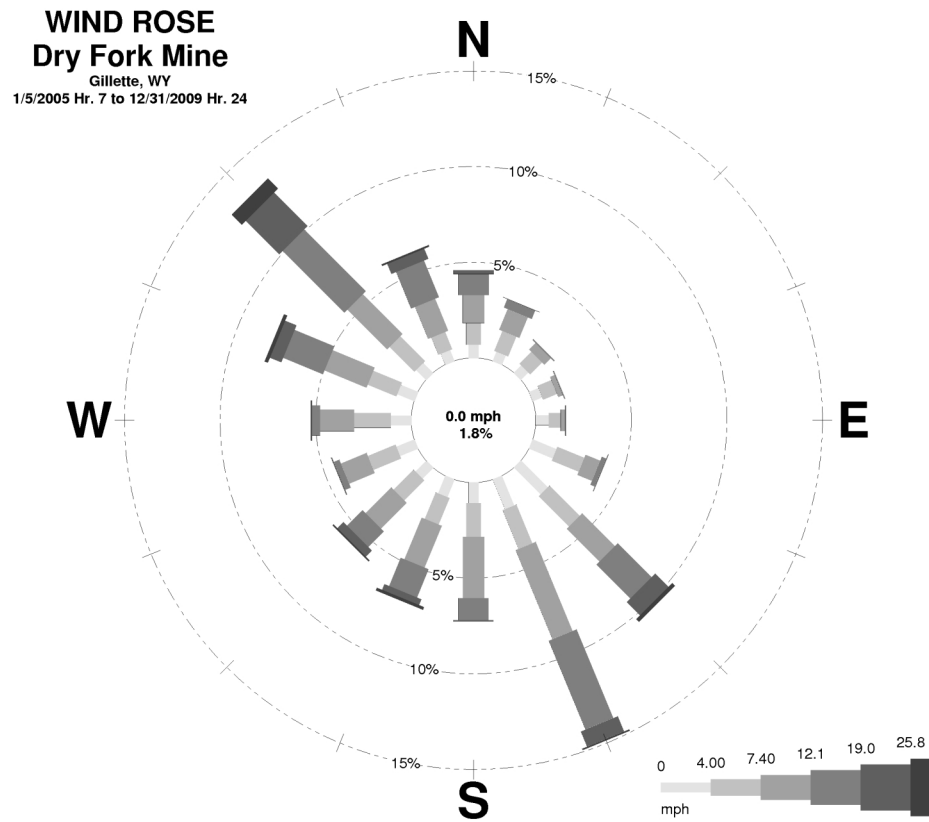 WIND ROSE
Dry Fork Mine
Gillette, WY
1/5/2005 Hr. 7 to 12/31/2009 Hr. 24
N
15%
10%
5%
W
0.0 mph
1.8%
E
5%
10%
15%
S
0 4.00 7.40 12.1 19.0 25.8
mph